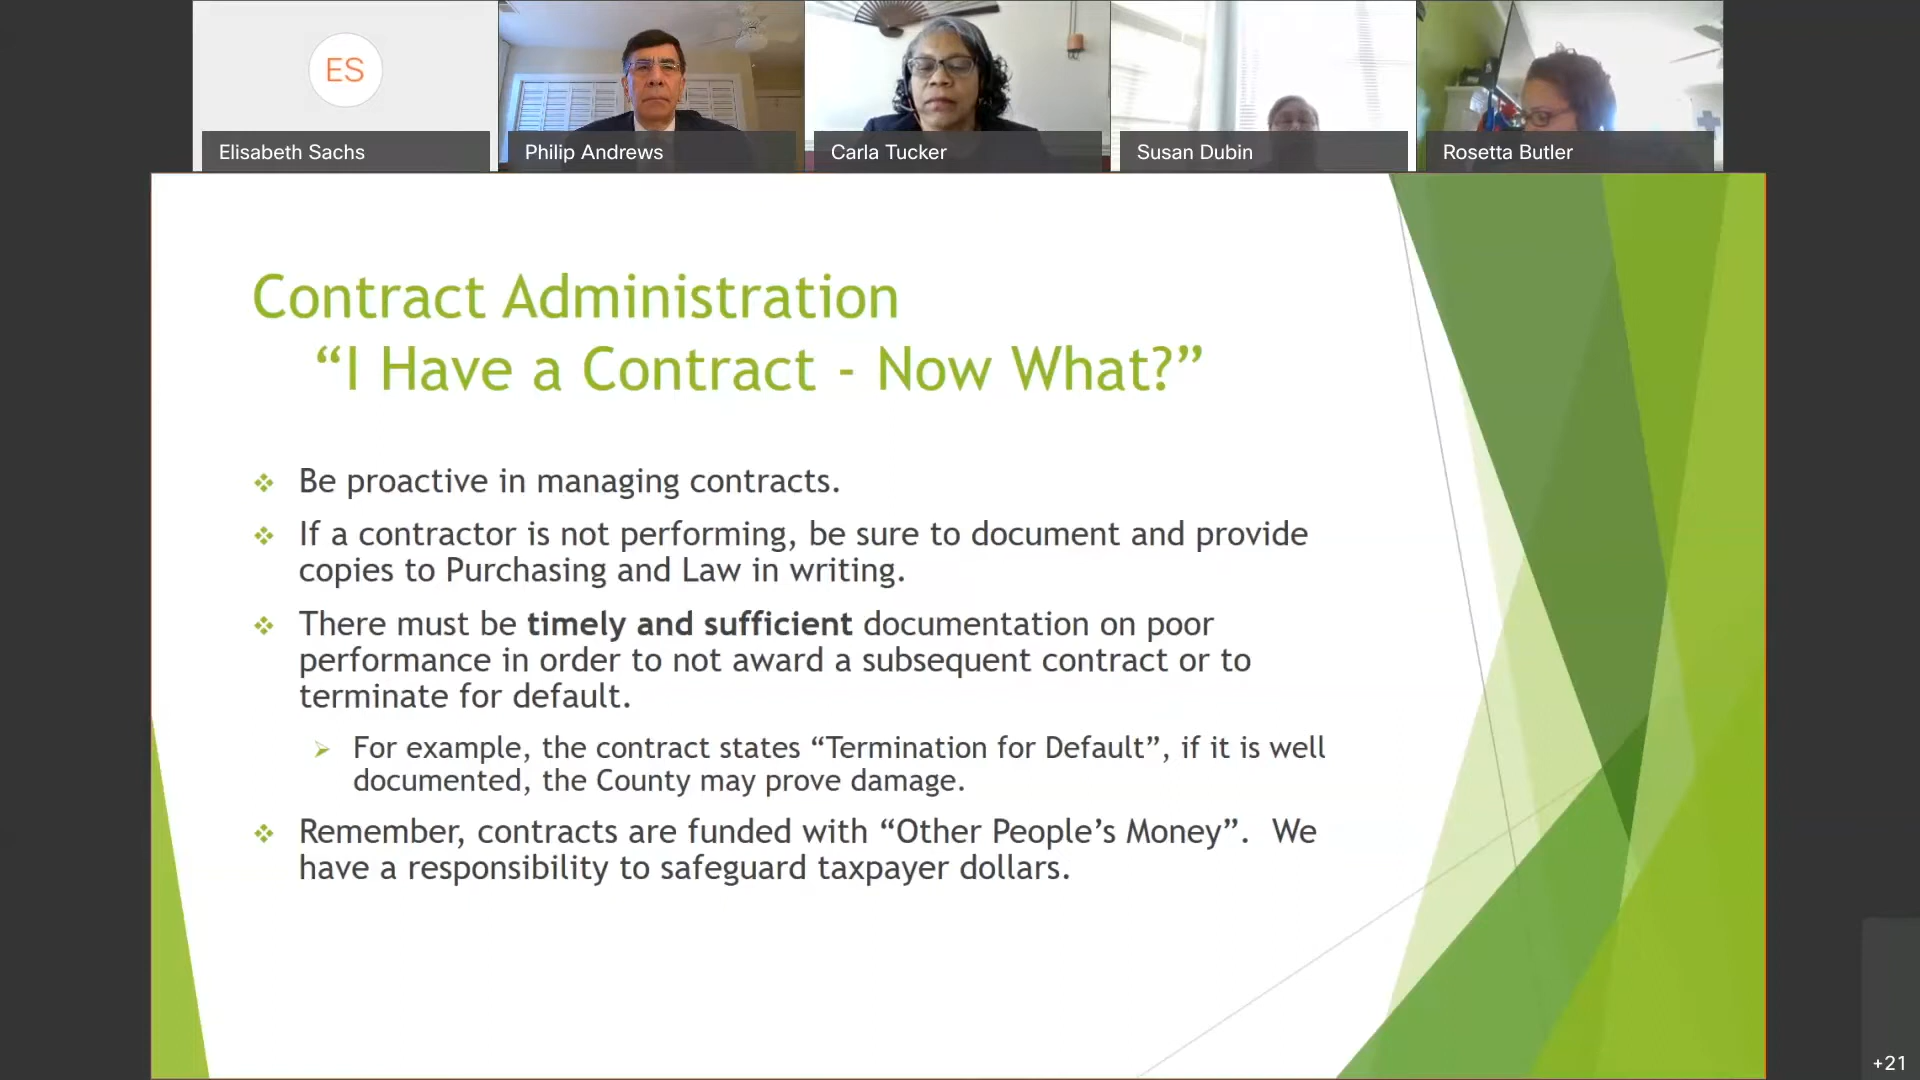 ES
Elisabeth Sachs
Philip Andrews
Carla Tucker
Susan Dubin
Rosetta Butler
Contract Administration
“I Have a Contract - Now What?”
Be proactive in managing contracts.
If a contractor is not performing, be sure to document and provide
copies to Purchasing and Law in writing.
There must be timely and sufficient documentation on poor
performance in order to not award a subsequent contract or to
terminate for default.
For example, the contract states “Termination for Default”, if it is well
documented, the County may prove damage.
Remember, contracts are funded with “Other People’s Money”.  We
have a responsibility to safeguard taxpayer dollars.
+21